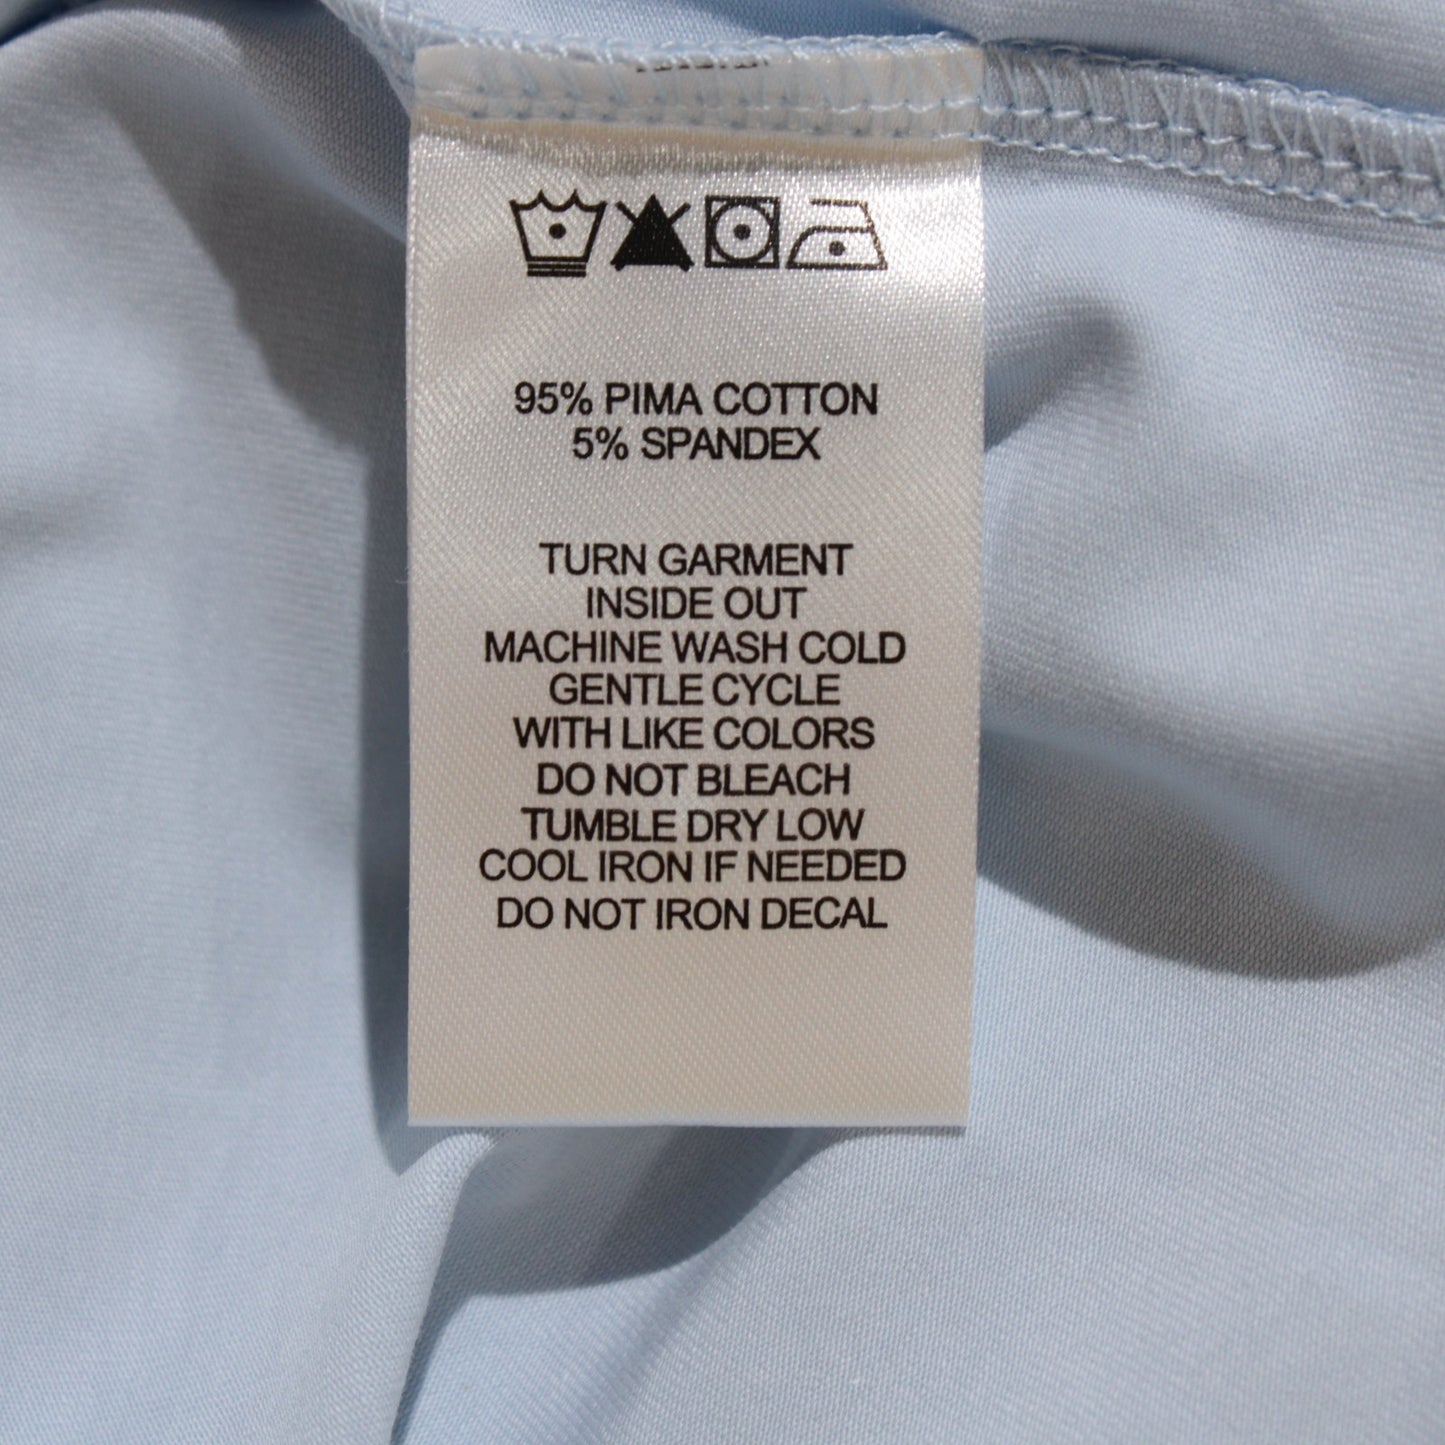 95% PIMA COTTON
5% SPANDEX
TURN GARMENT
INSIDE OUT
MACHINE WASH COLD
GENTLE CYCLE
WITH LIKE COLORS
DO NOT BLEACH
TUMBLE DRY LOW
COOL IRON IF NEEDED
DO NOT IRON DECAL